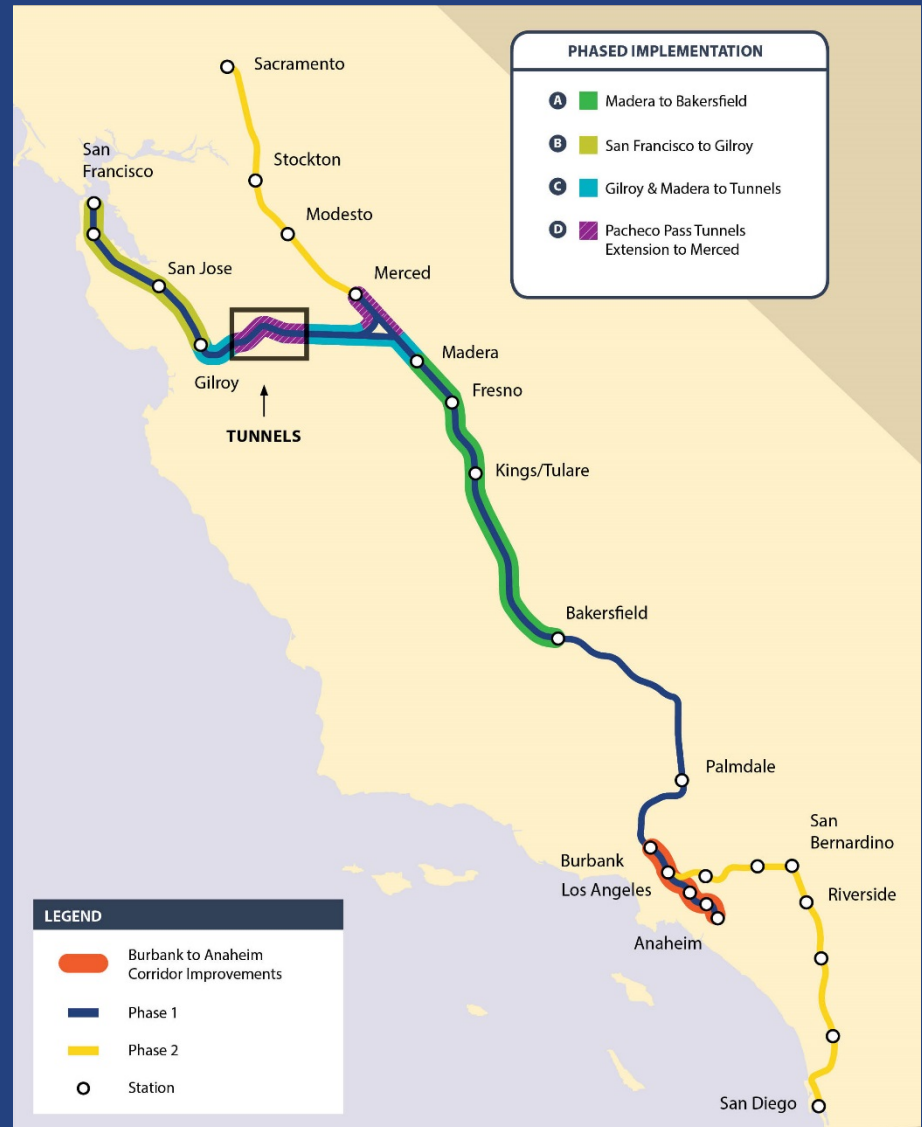 PHASED IMPLEMENTATION
A Madera to Bakersfield
B San Francisco to Gilroy
C Gilroy & Madera to Tunnels
D Pacheco Pass Tunnels
Extension to Merced
Sacramento
San
Francisco
Stockton
Modesto
San Jose
Merced
Gilroy
TUNNELS
Madera
Fresno
Kings/Tulare
Bakersfield
Palmdale
San
Bernardino
Burbank
Los Angeles
Riverside
Anaheim
San Diego
LEGEND
Burbank to Anaheim
Corridor Improvements
Phase 1
Phase 2
Station